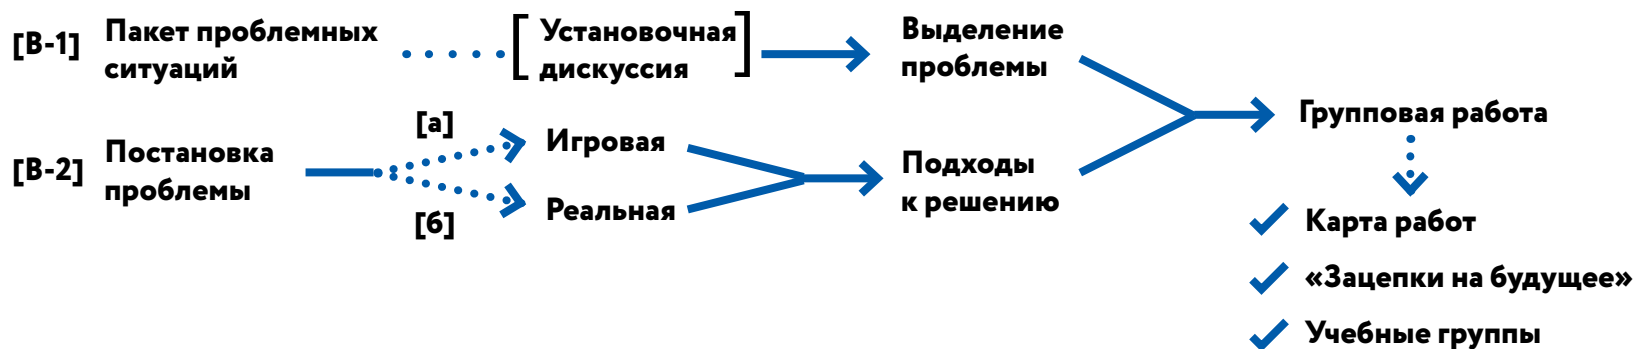 [В-1]
Пакет проблемных
ситуаций
[Установочная
дискуссия]
Выделение
проблемы
[В-2]
Постановка
проблемы
[а]
Игровая
[б]
Реальная
Подходы
к решению
Групповая работа
Карта работ
«Зацепки на будущее»
Учебные группы